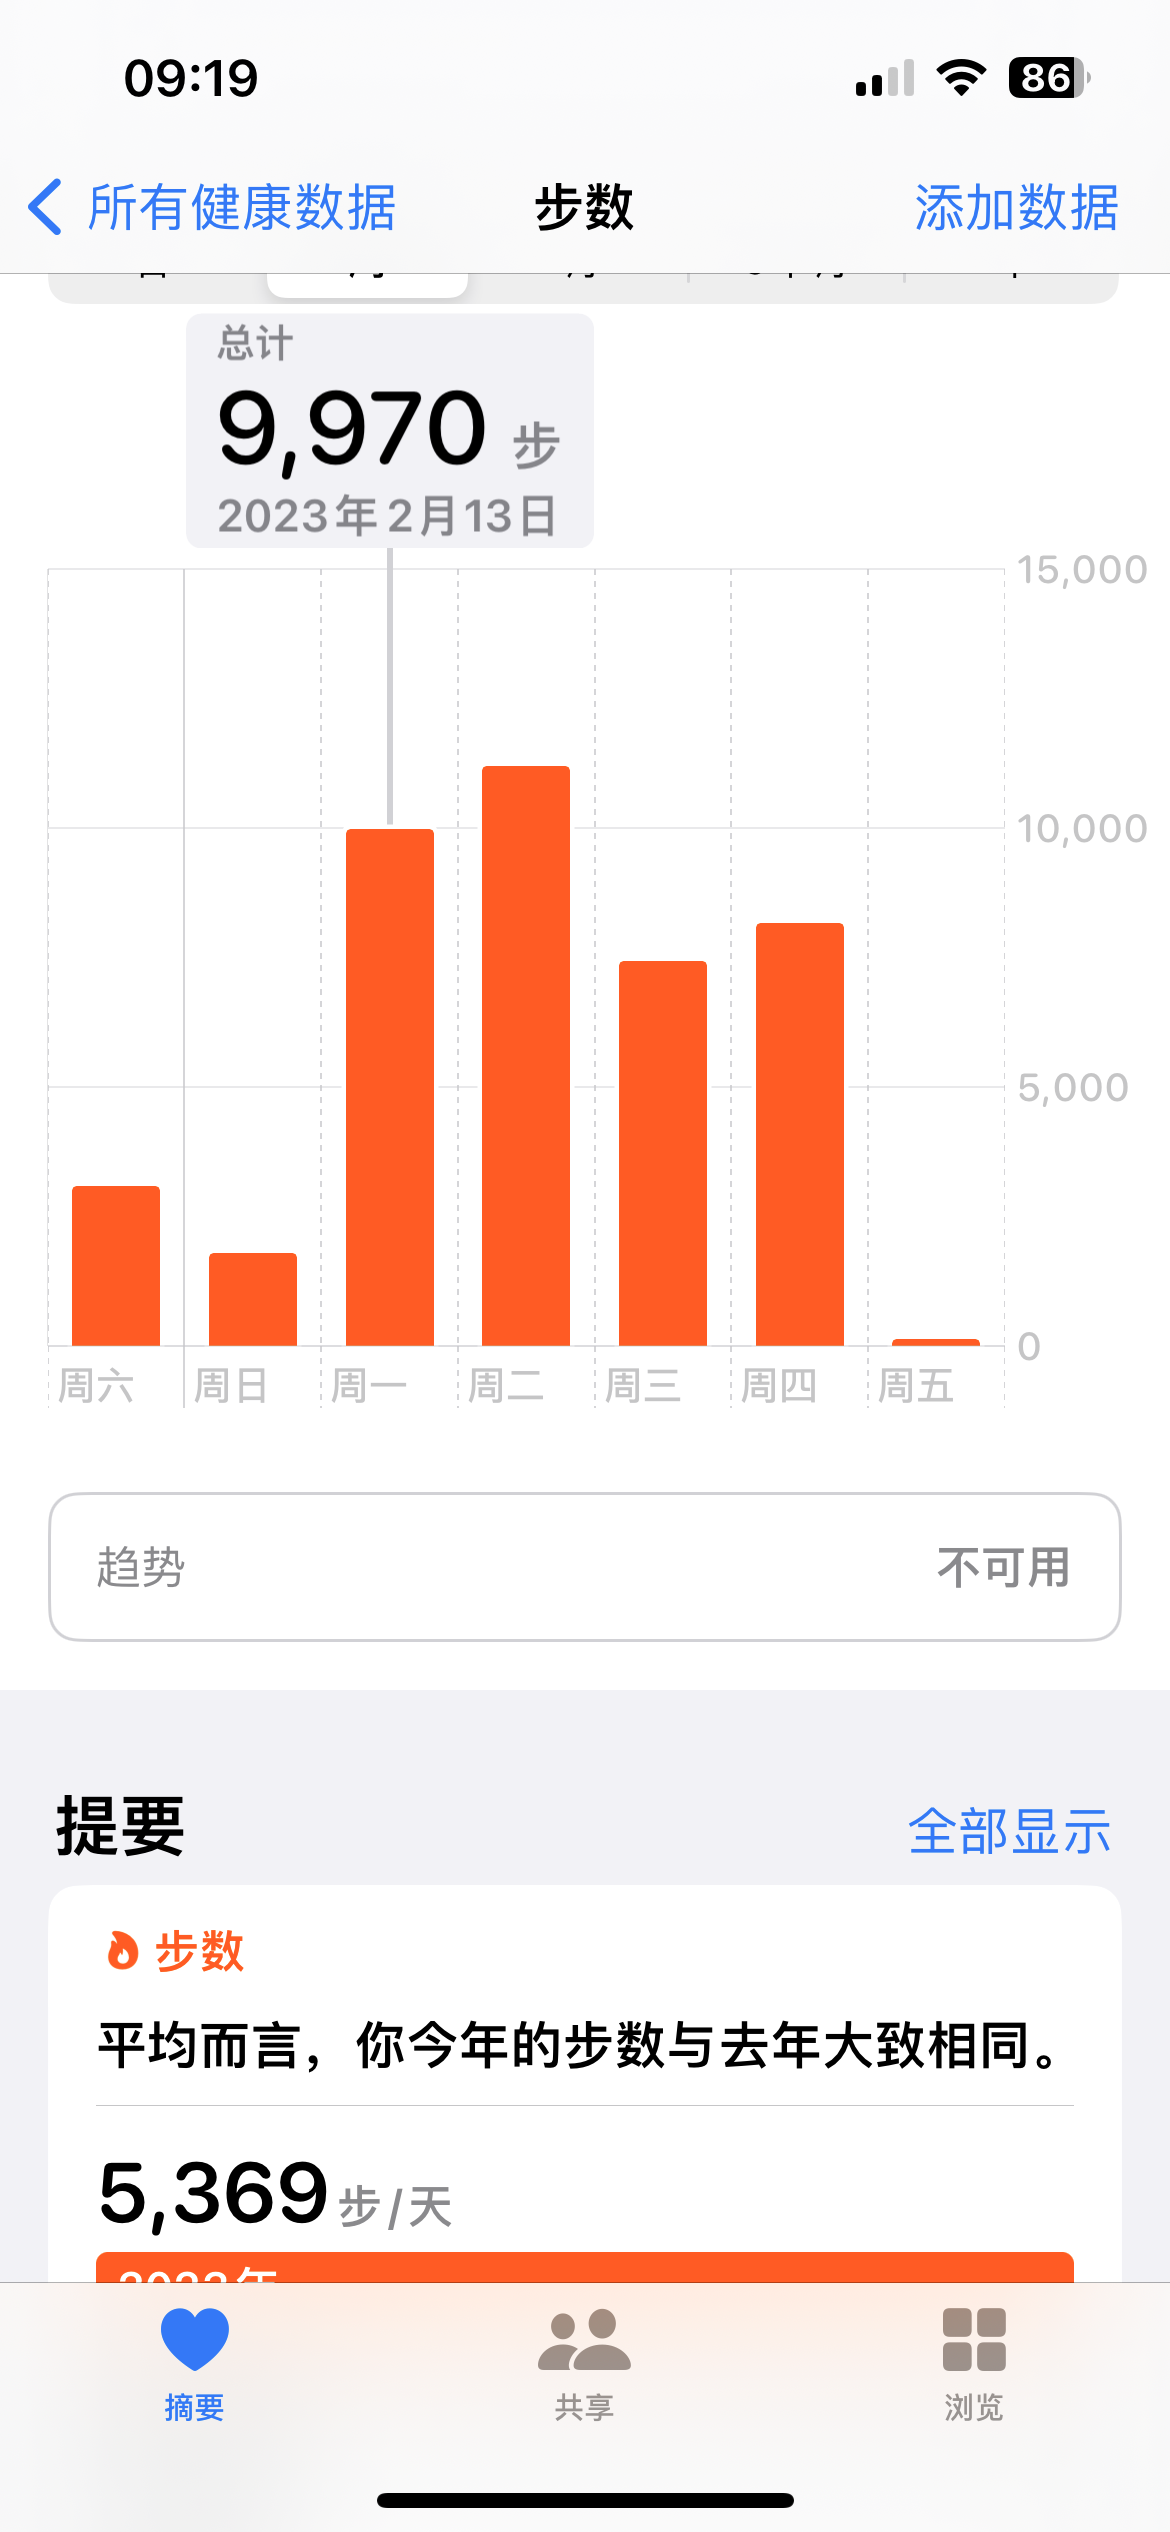 09:19
86
所有健康数据
步数
添加数据
总计
9,970 步
2023年2月13日
15,000
10,000
5,000
0
周六
周日
周一
周二
周三
周四
周五
趋势
不可用
提要
全部显示
步数
平均而言，你今年的步数与去年大致相同。
5,369 步/天
摘要
共享
浏览